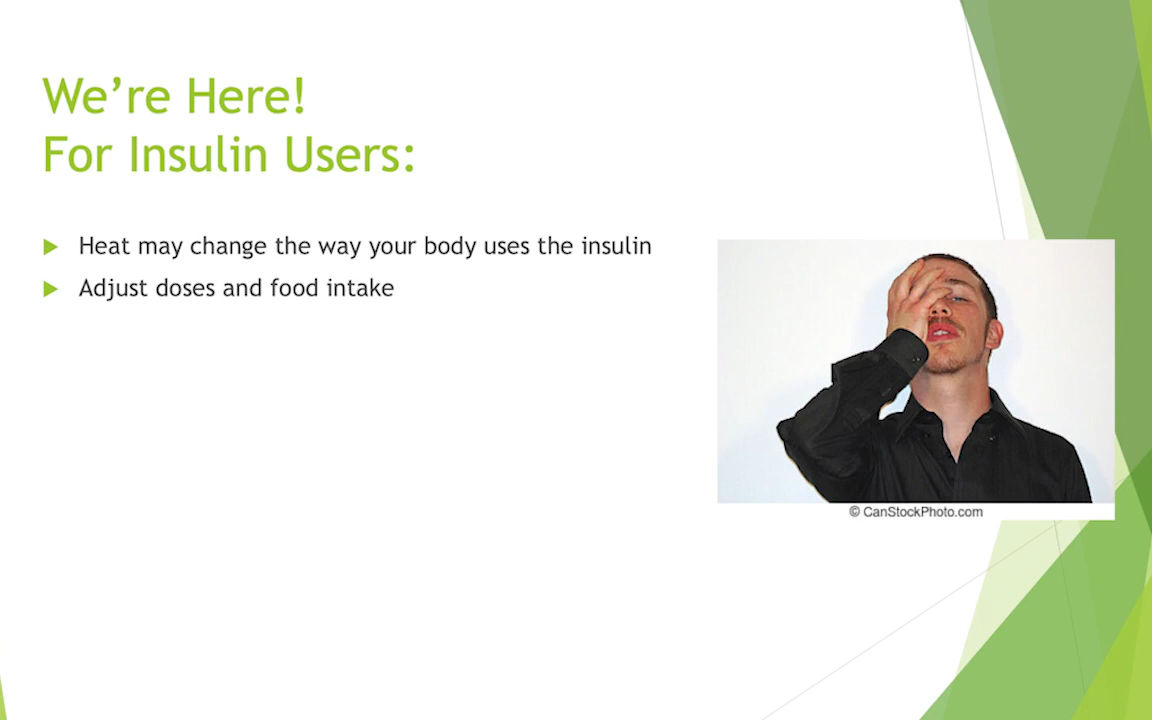 We're Here!
For Insulin Users:
Heat may change the way your body uses the insulin
Adjust doses and food intake
© CanStockPhoto.com